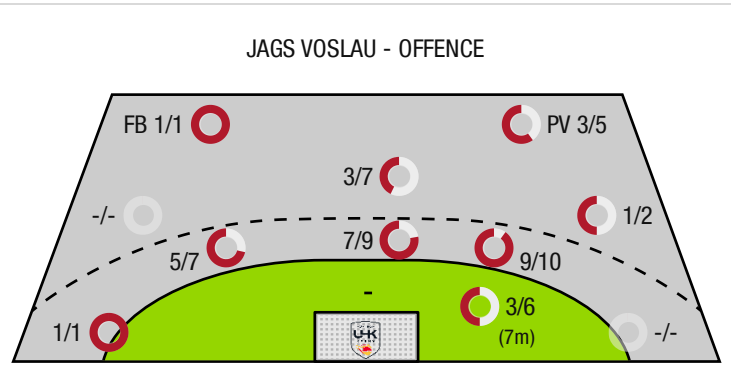 JAGS VOSLAU - OFFENCE
FB 1/1
PV 3/5
3/7
-/-
1/2
5/7
7/9
9/10
-
3/6
(7m)
1/1
-/-
UHK